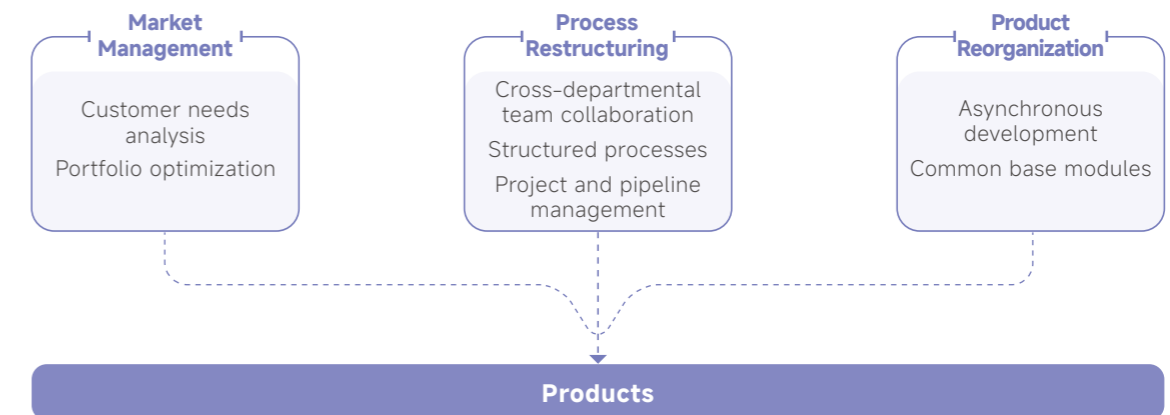 Market
Management
Customer needs
analysis
Portfolio optimization
Process
Restructuring
Cross-departmental
team collaboration
Structured processes
Project and pipeline
management
Product
Reorganization
Asynchronous
development
Common base modules
Products